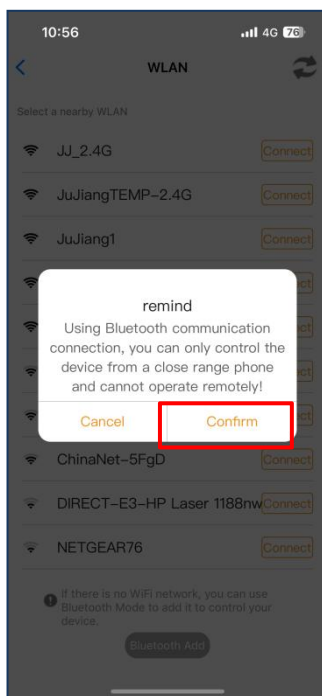 10:56 4G 76
WLAN
Select a nearby WLAN
JJ_2.4G Connect
JuJiangTEMP-2.4G Connect
JuJiang1 Connect
remind
Using Bluetooth communication
connection, you can only control the
device from a close range phone
and cannot operate remotely!
Cancel Confirm
ChinaNet-5FgD Connect
DIRECT-E3-HP Laser 1188nw Connect
NETGEAR76 Connect
If there is no WiFi network, you can use
Bluetooth Mode to add it to control your
device.
Bluetooth Add